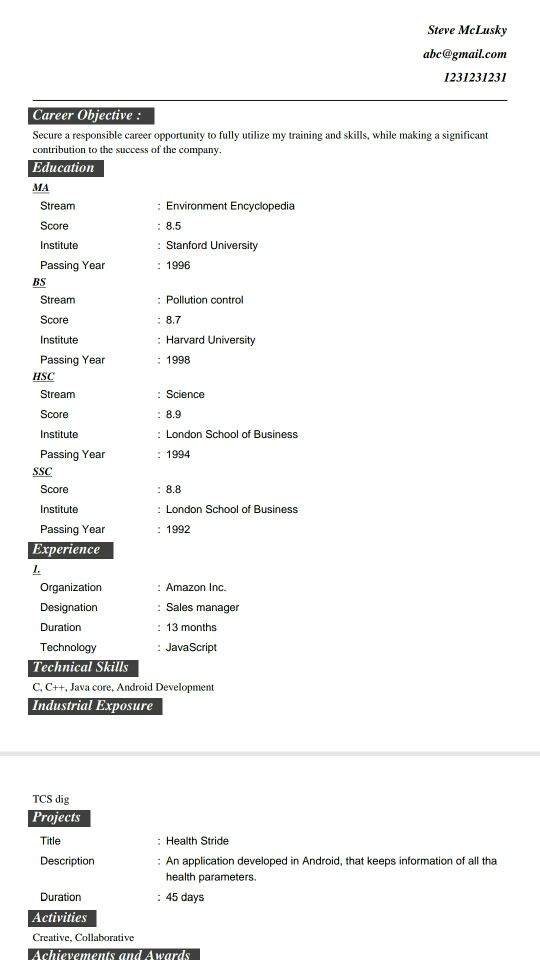 Steve McLusky
abc@gmail.com
1231231231
Career Objective :
Secure a responsible career opportunity to fully utilize my training and skills, while making a significant
contribution to the success of the company.
Education
MA
Stream : Environment Encyclopedia
Score : 8.5
Institute : Stanford University
Passing Year : 1996
BS
Stream : Pollution control
Score : 8.7
Institute : Harvard University
Passing Year : 1998
HSC
Stream : Science
Score : 8.9
Institute : London School of Business
Passing Year : 1994
SSC
Score : 8.8
Institute : London School of Business
Passing Year : 1992
Experience
1.
Organization : Amazon Inc.
Designation : Sales manager
Duration : 13 months
Technology : JavaScript
Technical Skills
C, C++, Java core, Android Development
Industrial Exposure
TCS dig
Projects
Title : Health Stride
Description : An application developed in Android, that keeps information of all tha
health parameters.
Duration : 45 days
Activities
Creative, Collaborative
Achievements and Awards